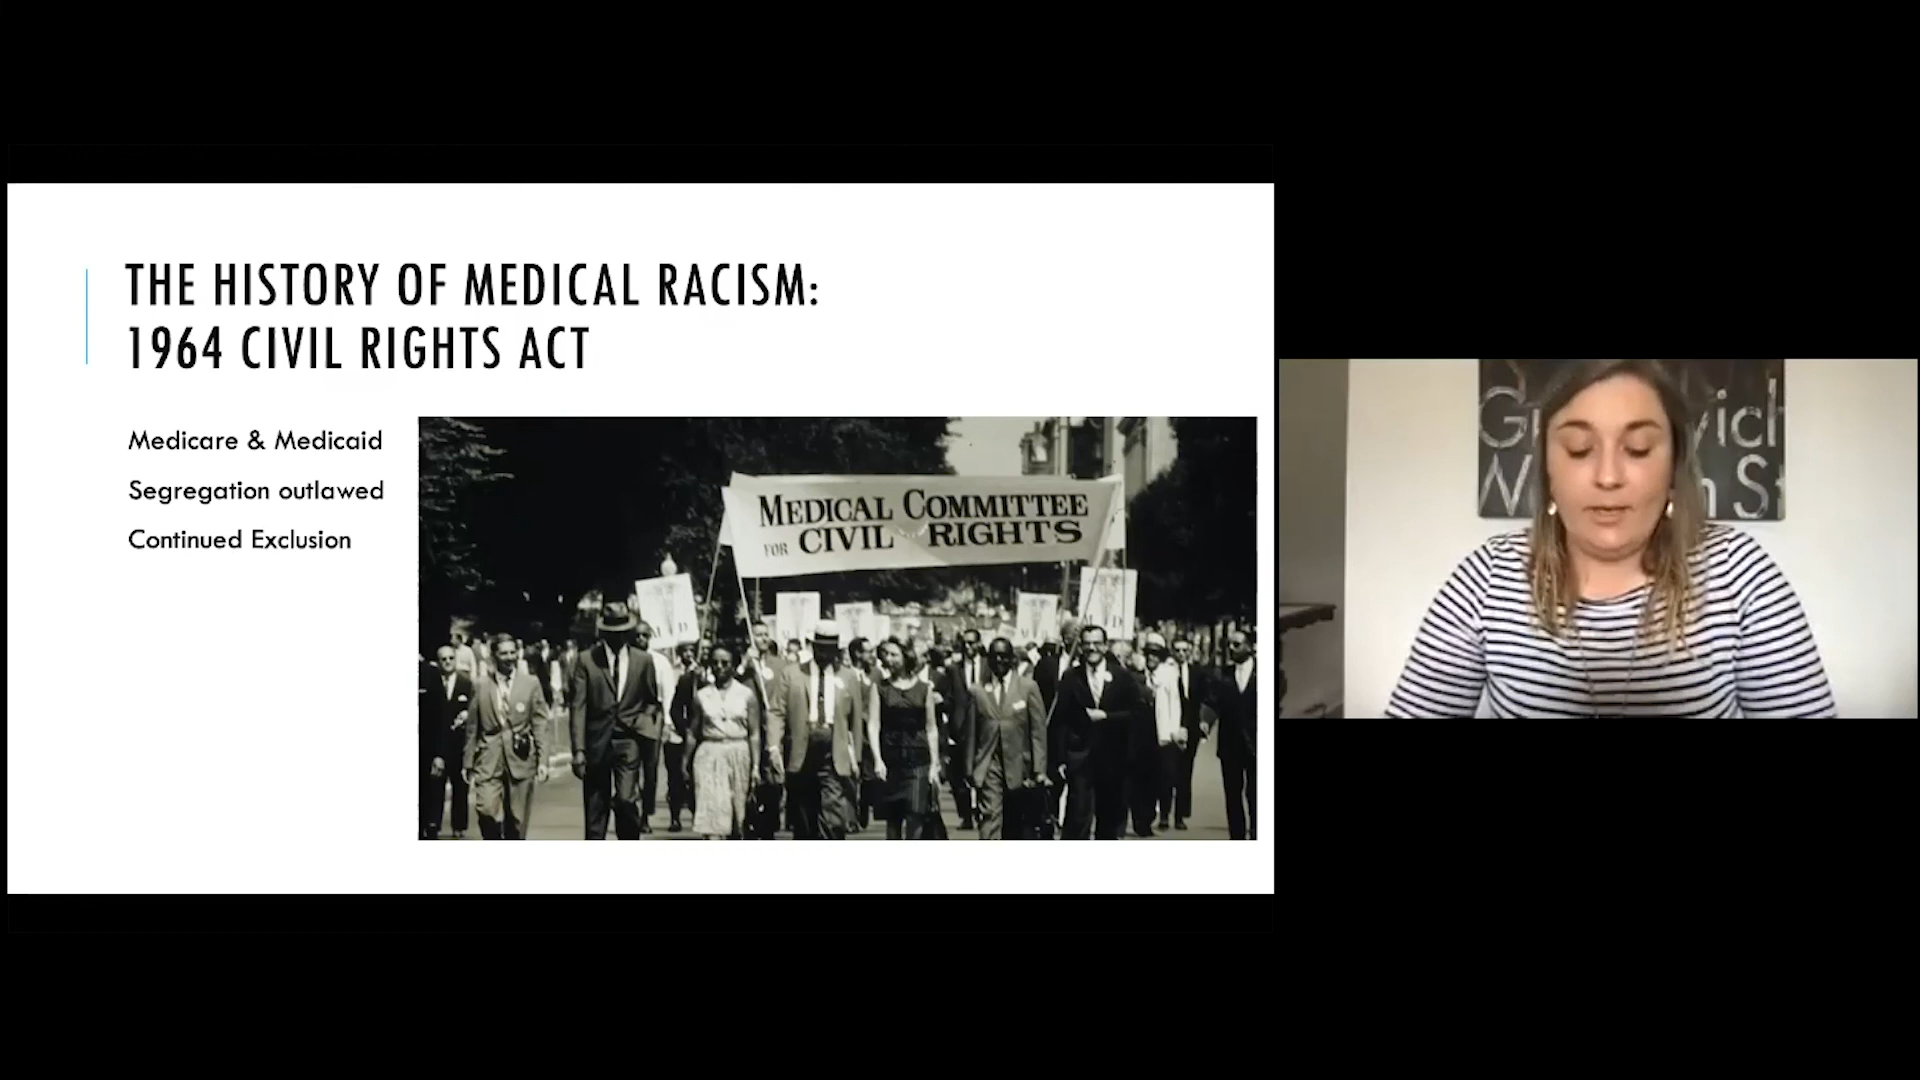 THE HISTORY OF MEDICAL RACISM:
1964 CIVIL RIGHTS ACT
Medicare & Medicaid
Segregation outlawed
Continued Exclusion
MEDICAL COMMITTEE
FOR CIVIL RIGHTS